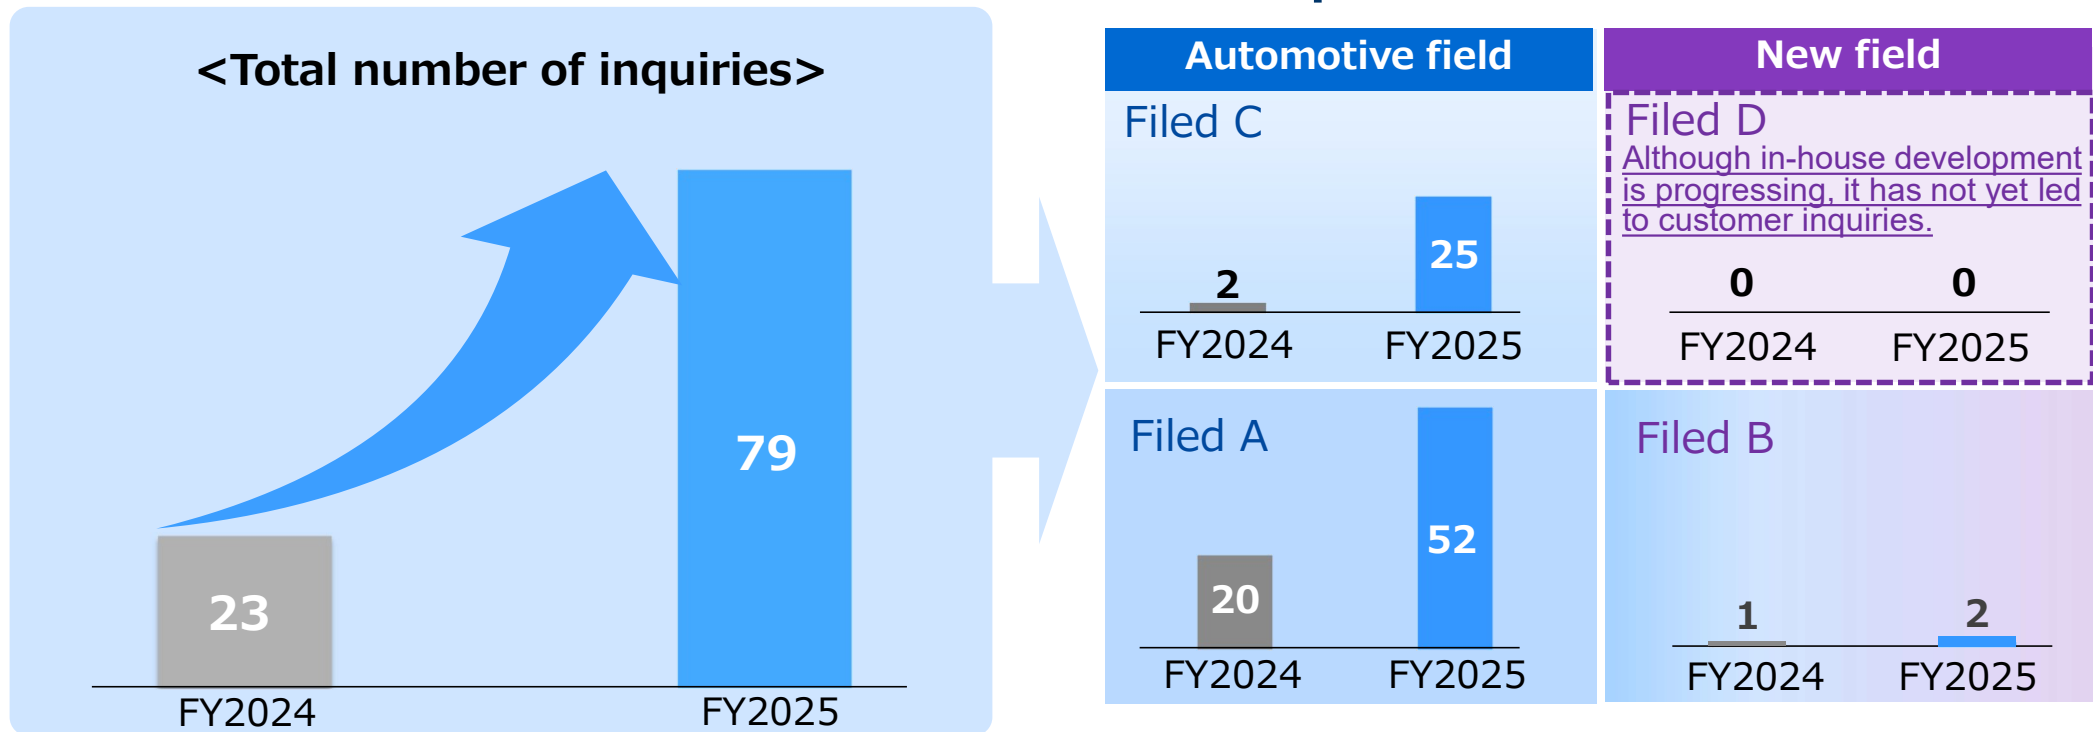 <Total number of inquiries>
23
79
FY2024
FY2025
Automotive field
New field
Filed C
2
25
FY2024
FY2025
Filed D
Although in-house development
is progressing, it has not yet led
to customer inquiries.
0
0
FY2024
FY2025
Filed A
20
52
FY2024
FY2025
Filed B
1
2
FY2024
FY2025